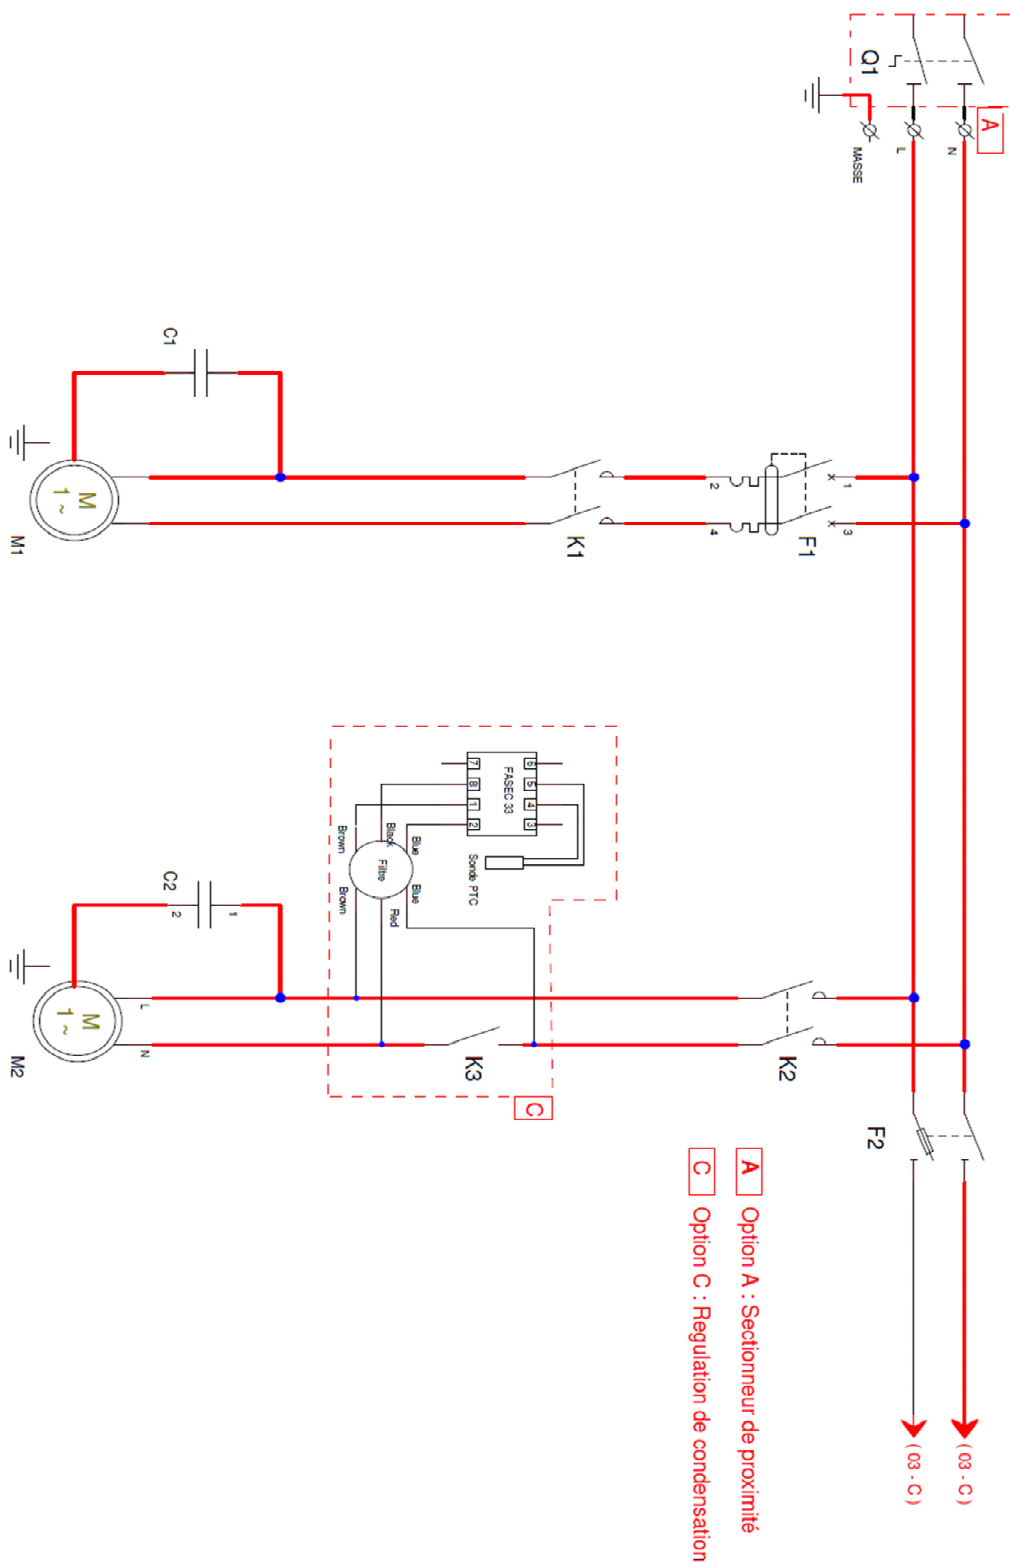 Q1
A
MASSE
L
N
C1
M
1 ~
M1
K1
2
4
F1
1
3
FASEC 33
7
8
1
2
6
5
4
3
Sonde PTC
Brown
Black
Blue
Filtre
Brown
Red
Blue
C2
2
1
M
1 ~
M2
L
N
K3
C
K2
F2
A Option A : Sectionneur de proximité
C Option C : Regulation de condensation
( 03 - C )
( 03 - C )